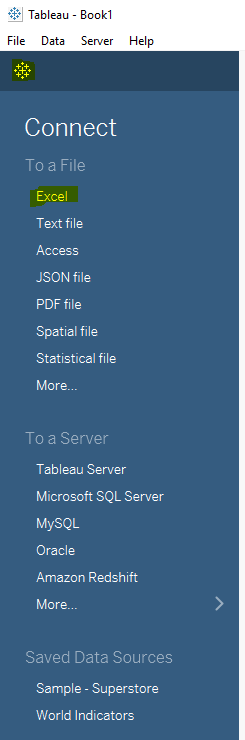 Tableau - Book1
File Data Server Help
Connect
To a File
Excel
Text file
Access
JSON file
PDF file
Spatial file
Statistical file
More...
To a Server
Tableau Server
Microsoft SQL Server
MySQL
Oracle
Amazon Redshift
More...
Saved Data Sources
Sample - Superstore
World Indicators